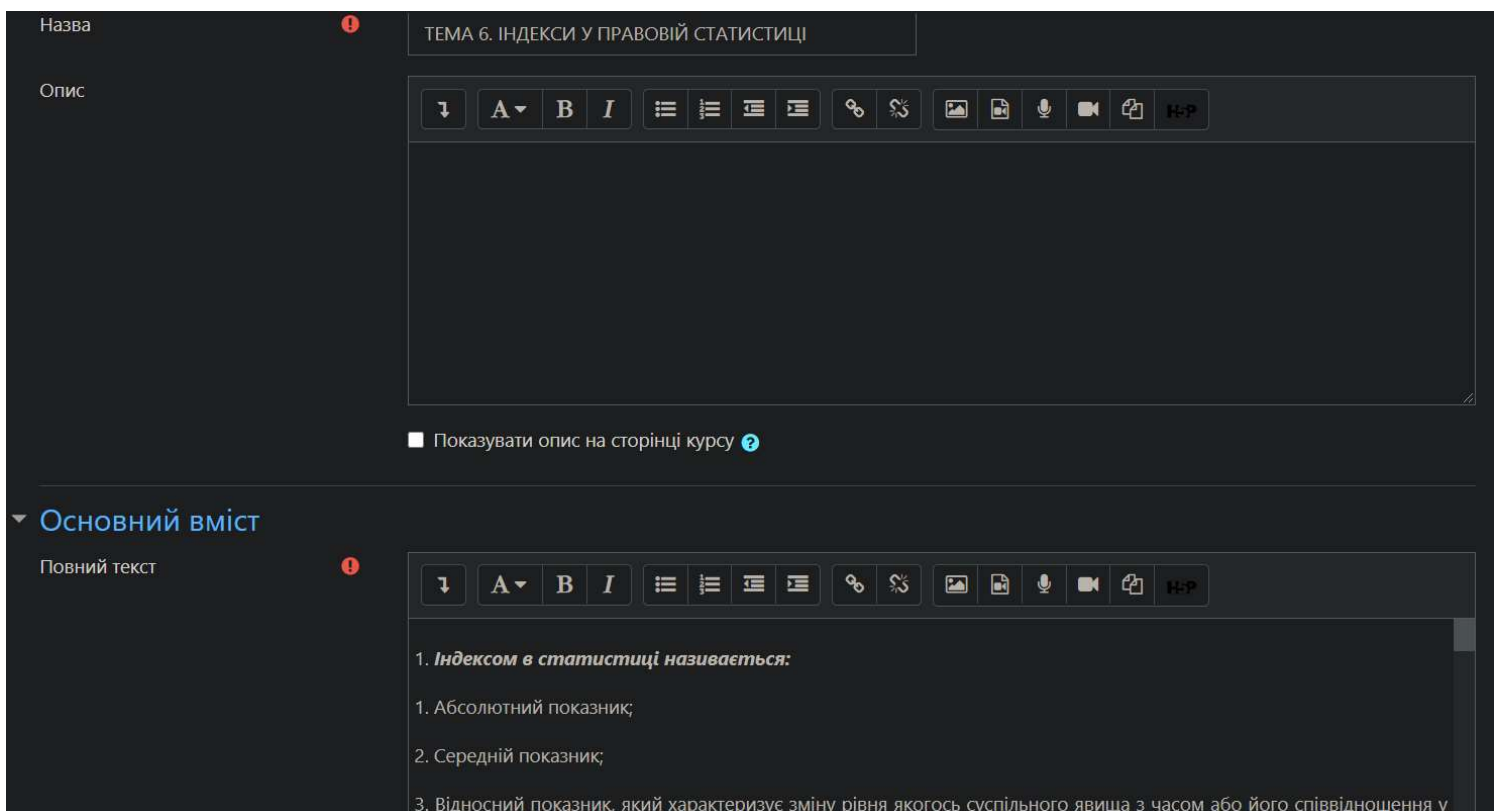 Назва
ТЕМА 6. ІНДЕКСИ У ПРАВОВІЙ СТАТИСТИЦІ
Опис
A B I H-P
Показувати опис на сторінці курсу
Основний вміст
Повний текст
A B I H-P
1. Індексом в статистиці називається:
1. Абсолютний показник;
2. Середній показник;
3. Відносний показник, який характеризує зміну рівня якогось суспільного явища з часом або його співвідношення у